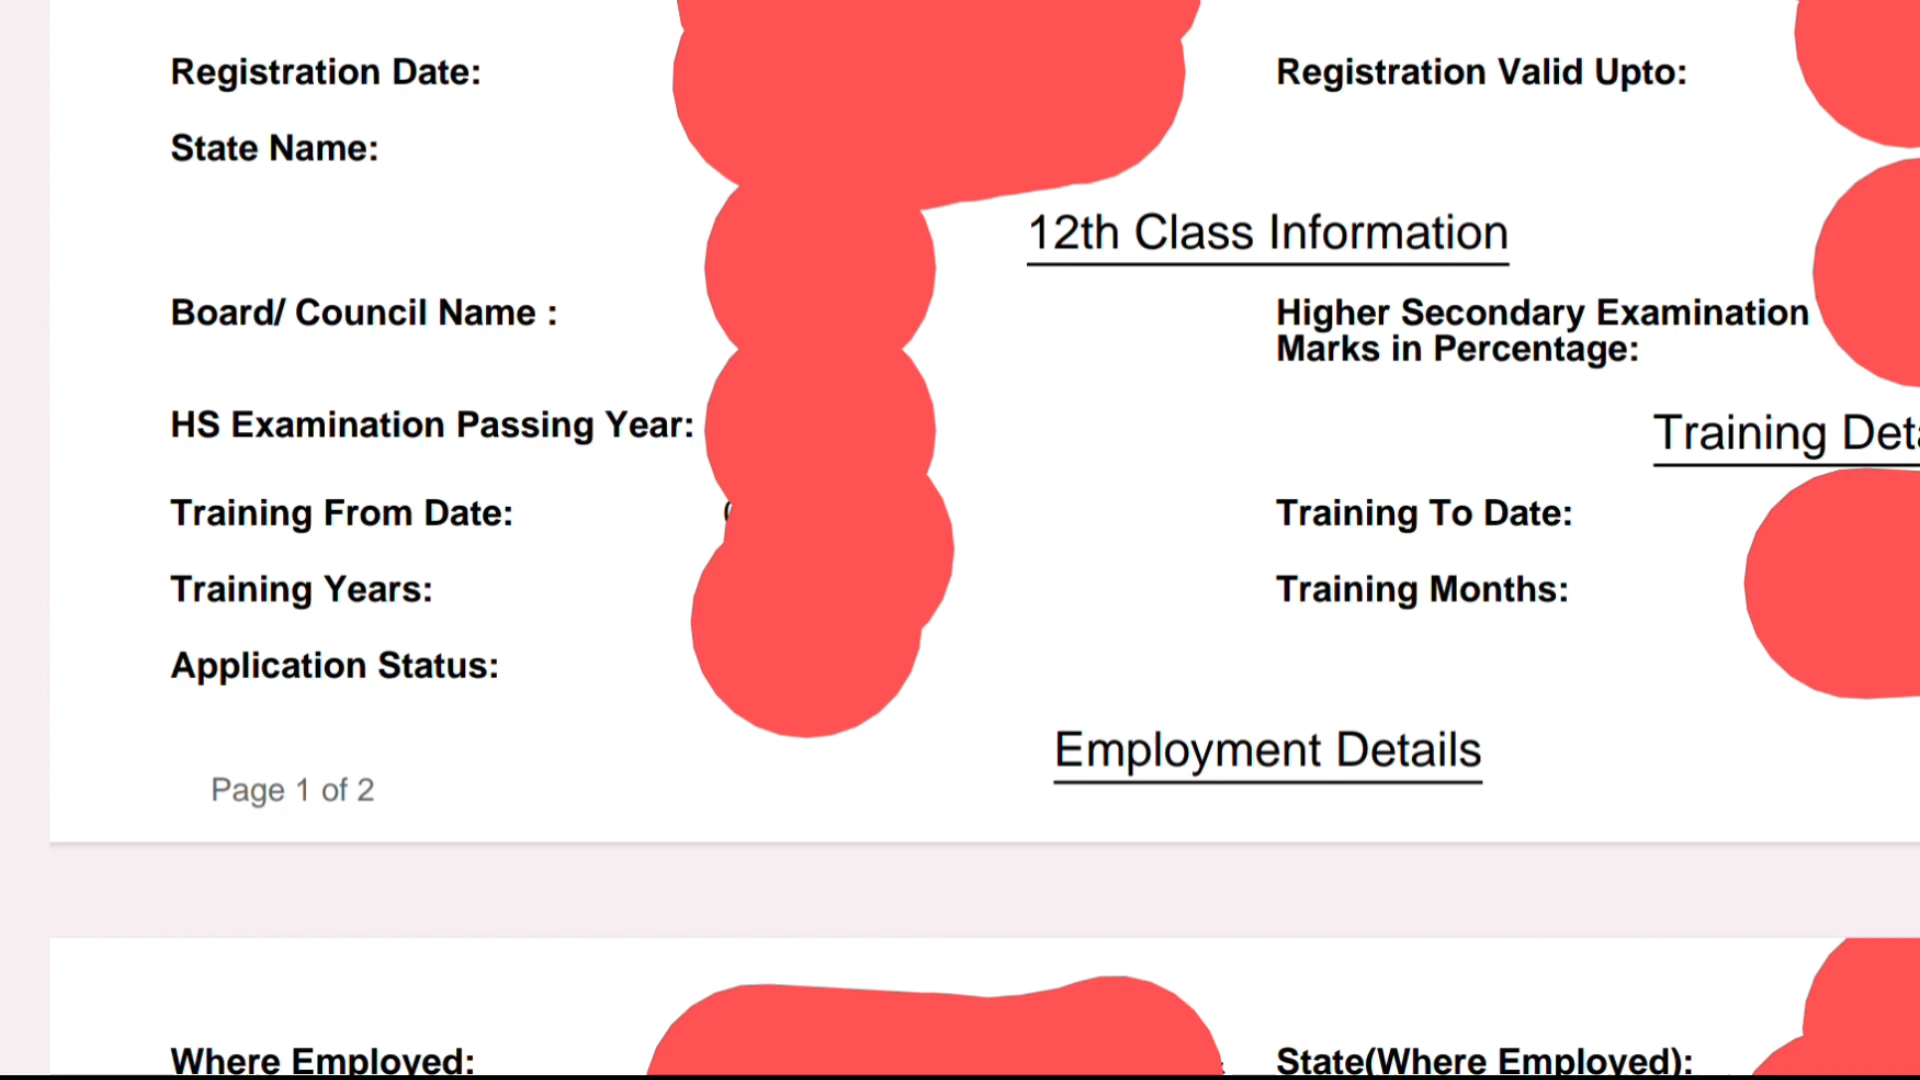 Registration Date: Registration Valid Upto:
State Name:
12th Class Information
Board/ Council Name : Higher Secondary Examination
Marks in Percentage:
HS Examination Passing Year:
Training
Training From Date: Training To Date:
Training Years: Training Months:
Application Status:
Employment Details
Page 1 of 2
Where Employed: State(Where Employed):